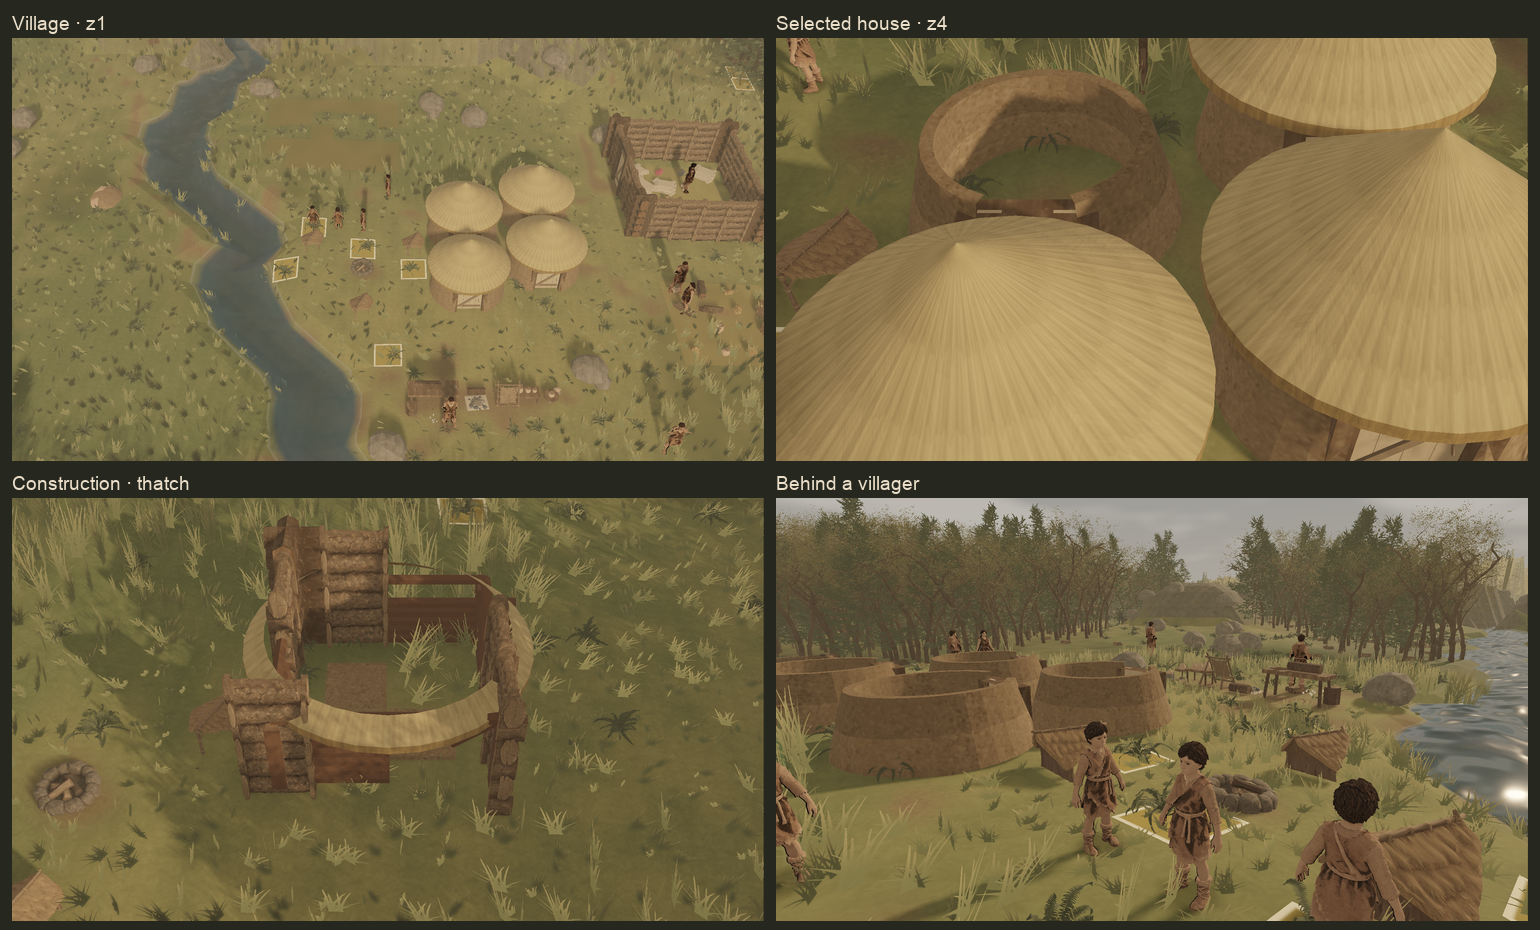 Village · z1
Selected house · z4
Construction · thatch
Behind a villager